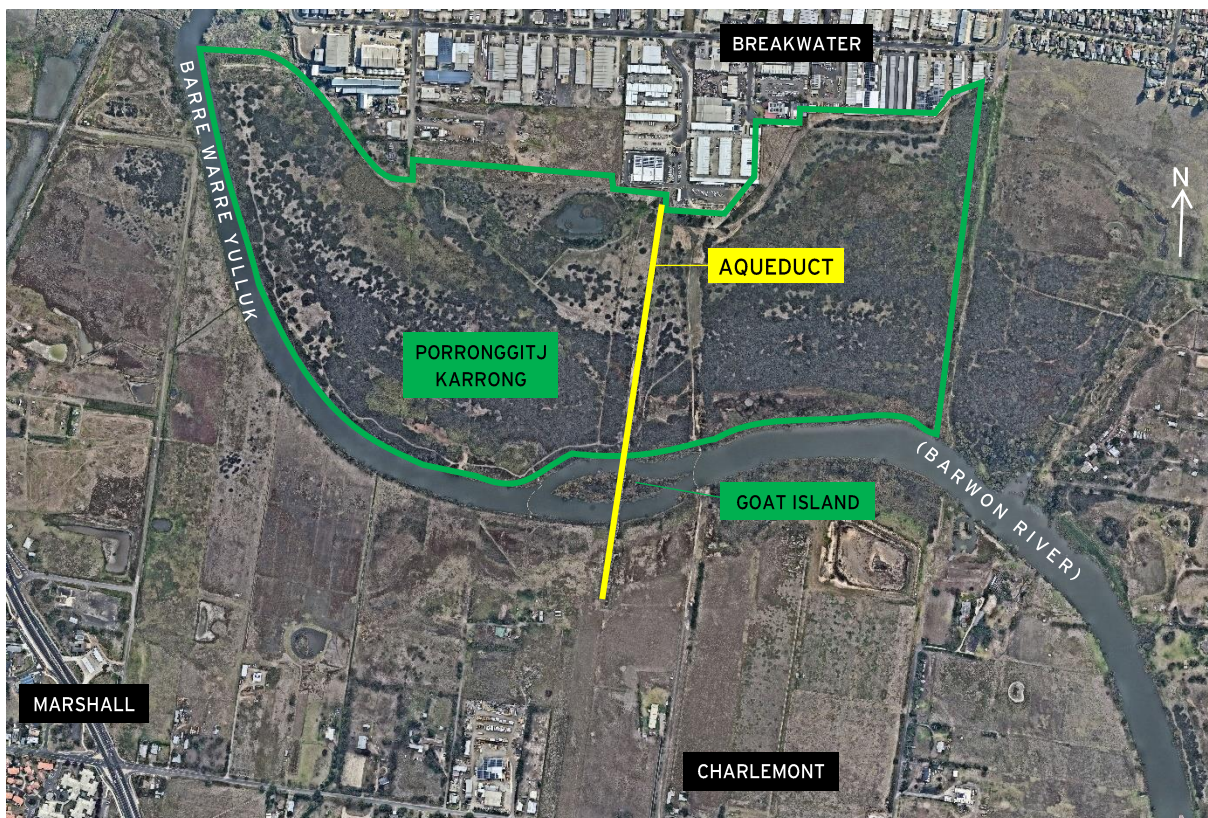 BREAKWATER
BARRE WARRE YULLUK
N
AQUEDUCT
PORRONGGITJ
KARRONG
GOAT ISLAND
(BARWON RIVER)
MARSHALL
CHARLEMONT